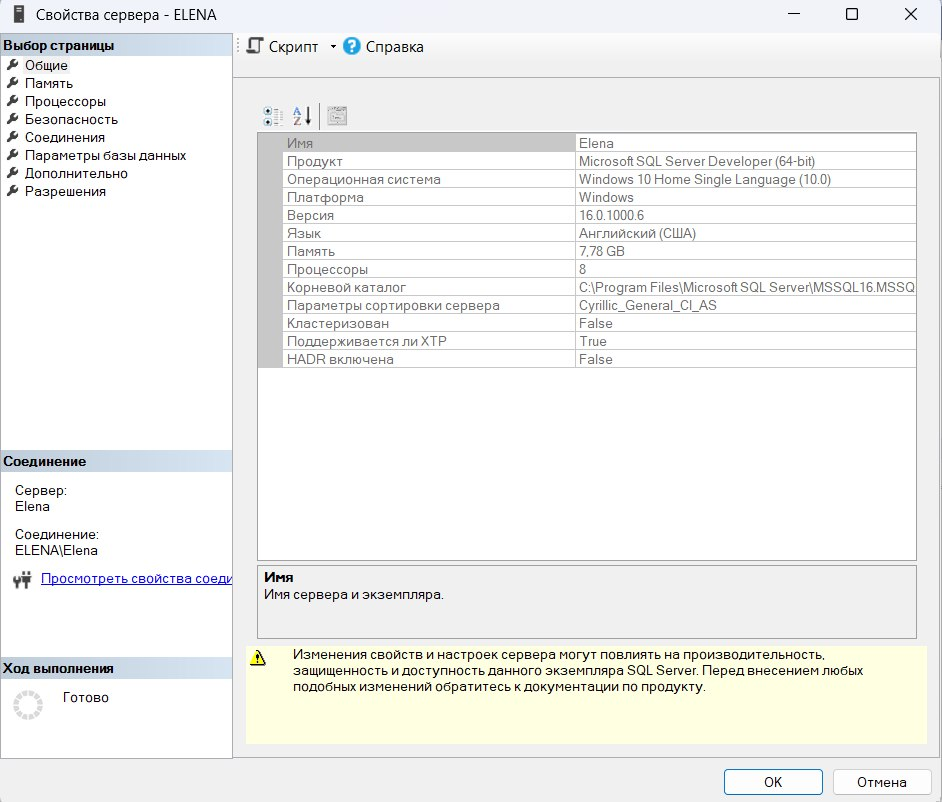 Свойства сервера - ELENA
Выбор страницы
Общие
Память
Процессоры
Безопасность
Соединения
Параметры базы данных
Дополнительно
Разрешения
Скрипт
Справка
Имя Elena
Продукт Microsoft SQL Server Developer (64-bit)
Операционная система Windows 10 Home Single Language (10.0)
Платформа Windows
Версия 16.0.1000.6
Язык Английский (США)
Память 7,78 GB
Процессоры 8
Корневой каталог C:\Program Files\Microsoft SQL Server\MSSQL16.MSSQ
Параметры сортировки сервера Cyrillic_General_CI_AS
Кластеризован False
Поддерживается ли XTP True
HADR включена False
Соединение
Сервер:
Elena
Соединение:
ELENA\Elena
Просмотреть свойства соеди
Имя
Имя сервера и экземпляра.
Ход выполнения
Готово
Изменения свойств и настроек сервера могут повлиять на производительность,
защищенность и доступность данного экземпляра SQL Server. Перед внесением любых
подобных изменений обратитесь к документации по продукту.
OK
Отмена